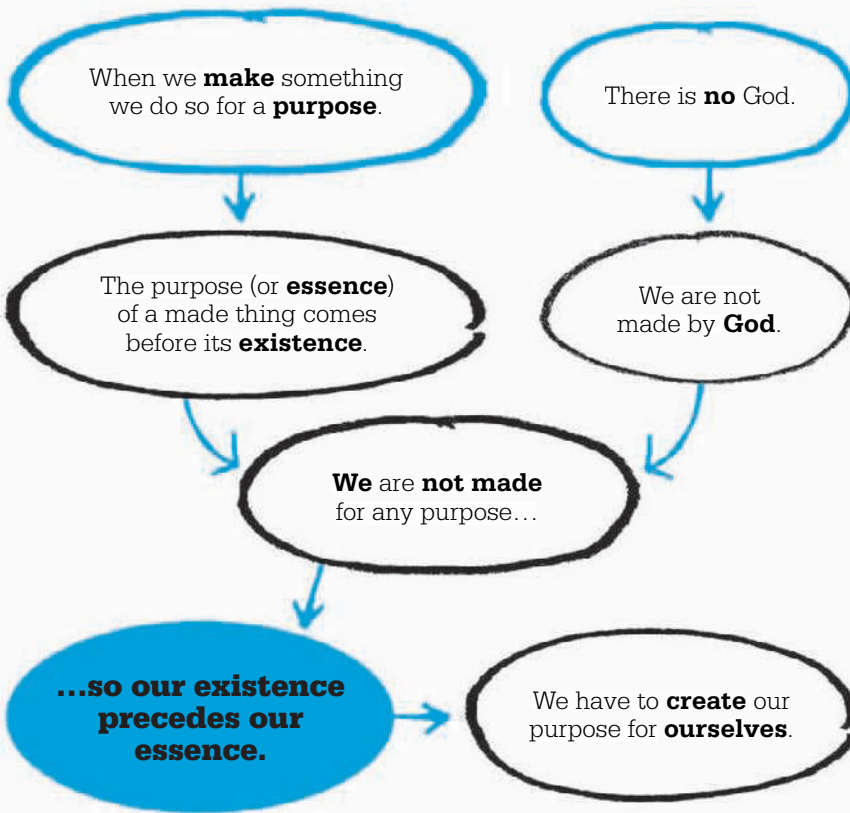 When we make something
we do so for a purpose.
There is no God.
The purpose (or essence)
of a made thing comes
before its existence.
We are not
made by God.
We are not made
for any purpose…
…so our existence
precedes our
essence.
We have to create our
purpose for ourselves.